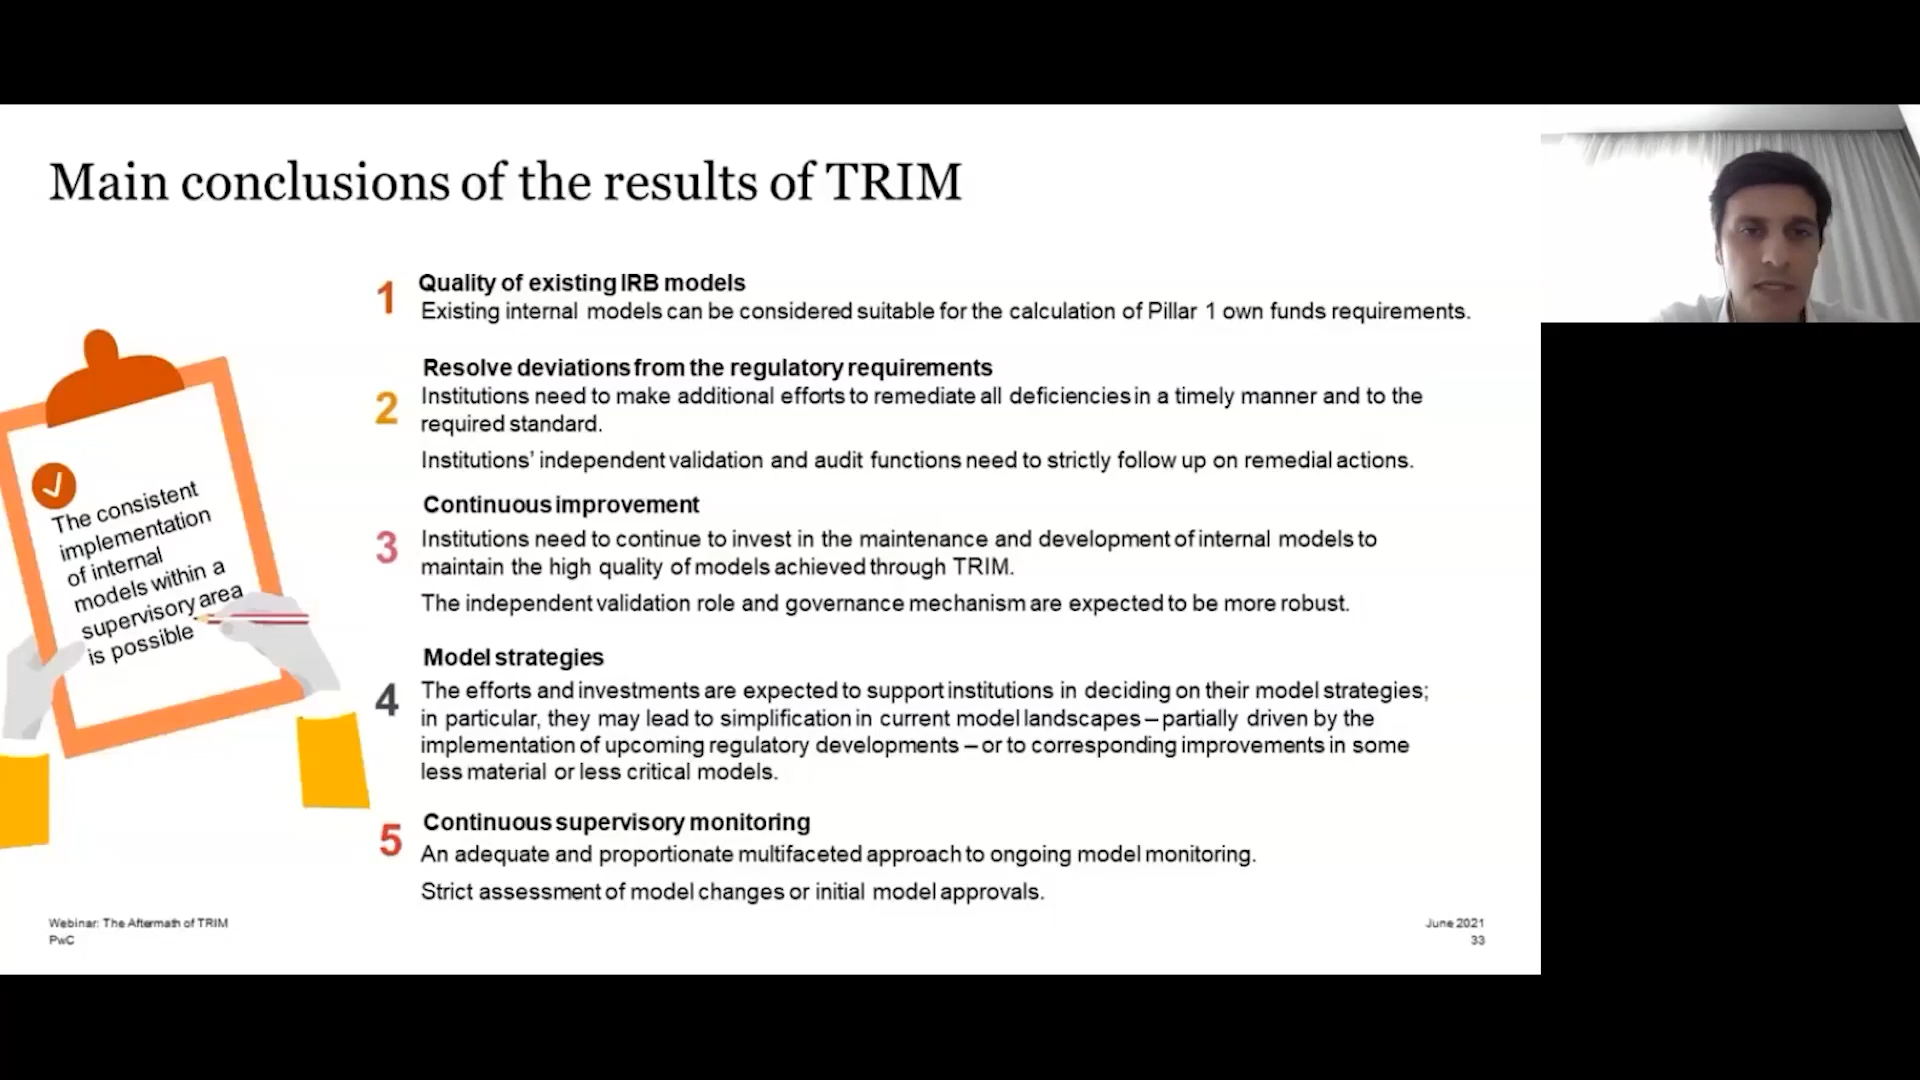 Main conclusions of the results of TRIM
The consistent
implementation
of internal
models within a
supervisory area
is possible
1
Quality of existing IRB models
Existing internal models can be considered suitable for the calculation of Pillar 1 own funds requirements.
2
Resolve deviations from the regulatory requirements
Institutions need to make additional efforts to remediate all deficiencies in a timely manner and to the
required standard.
Institutions' independent validation and audit functions need to strictly follow up on remedial actions.
3
Continuous improvement
Institutions need to continue to invest in the maintenance and development of internal models to
maintain the high quality of models achieved through TRIM.
The independent validation role and governance mechanism are expected to be more robust.
4
Model strategies
The efforts and investments are expected to support institutions in deciding on their model strategies;
in particular, they may lead to simplification in current model landscapes – partially driven by the
implementation of upcoming regulatory developments – or to corresponding improvements in some
less material or less critical models.
5
Continuous supervisory monitoring
An adequate and proportionate multifaceted approach to ongoing model monitoring.
Strict assessment of model changes or initial model approvals.
Webinar: The Aftermath of TRIM
PwC
June 2021
33